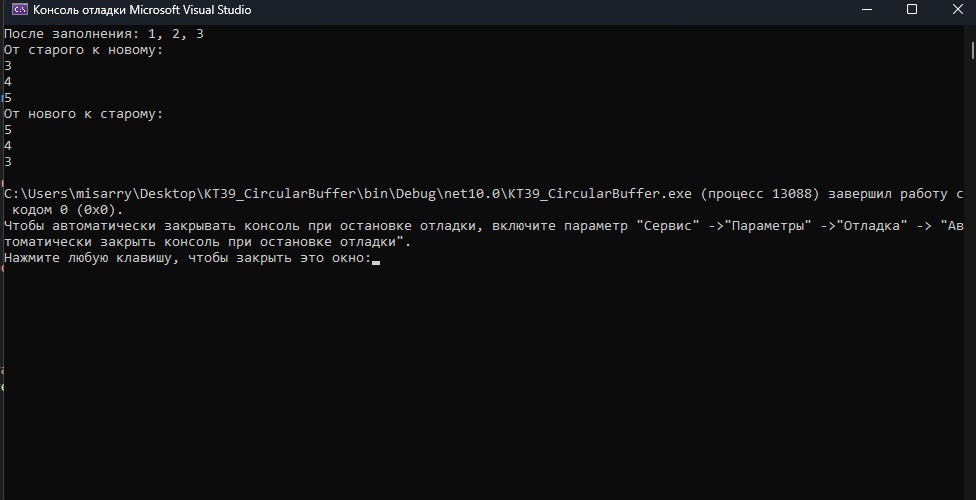 Консоль отладки Microsoft Visual Studio
После заполнения: 1, 2, 3
От старого к новому:
3
4
5
От нового к старому:
5
4
3
C:\Users\misarry\Desktop\KT39_CircularBuffer\bin\Debug\net10.0\KT39_CircularBuffer.exe (процесс 13088) завершил работу с
кодом 0 (0x0).
Чтобы автоматически закрывать консоль при остановке отладки, включите параметр "Сервис" ->"Параметры" ->"Отладка" -> "Ав
томатически закрыть консоль при остановке отладки".
Нажмите любую клавишу, чтобы закрыть это окно: